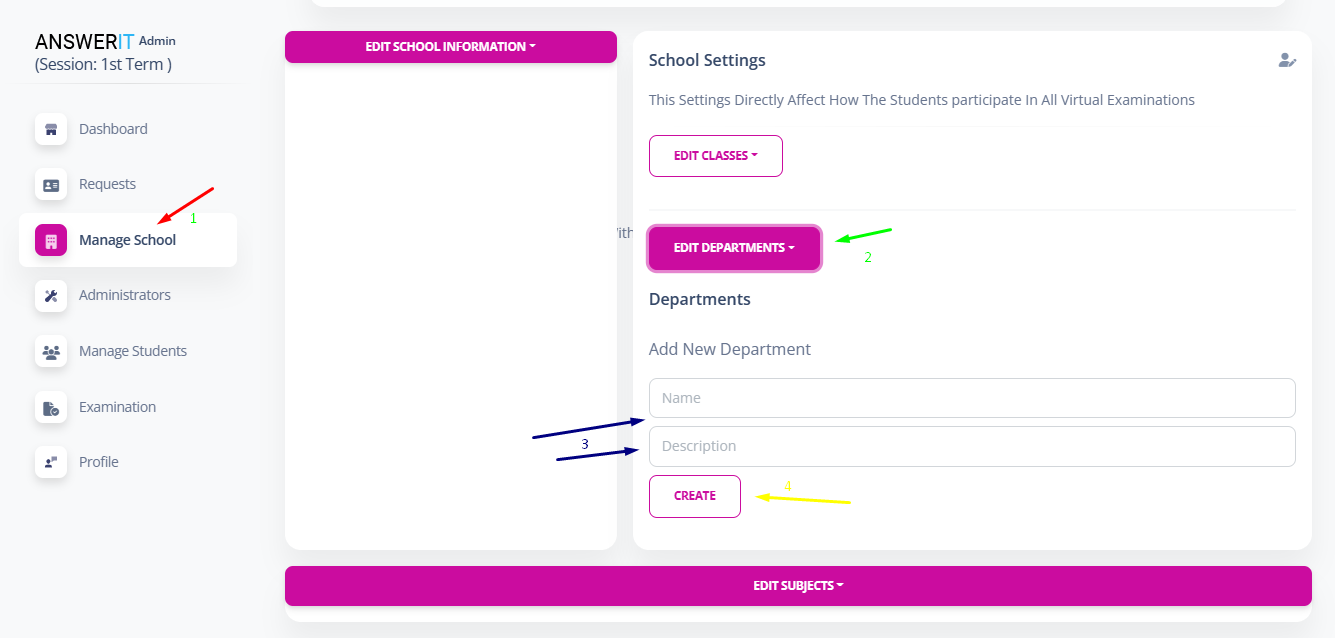 ANSWERIT Admin
(Session: 1st Term )
Dashboard
Requests
1
Manage School
Administrators
Manage Students
Examination
Profile
EDIT SCHOOL INFORMATION
School Settings
This Settings Directly Affect How The Students participate In All Virtual Examinations
EDIT CLASSES
EDIT DEPARTMENTS
2
Departments
Add New Department
Name
3
Description
4
CREATE
EDIT SUBJECTS